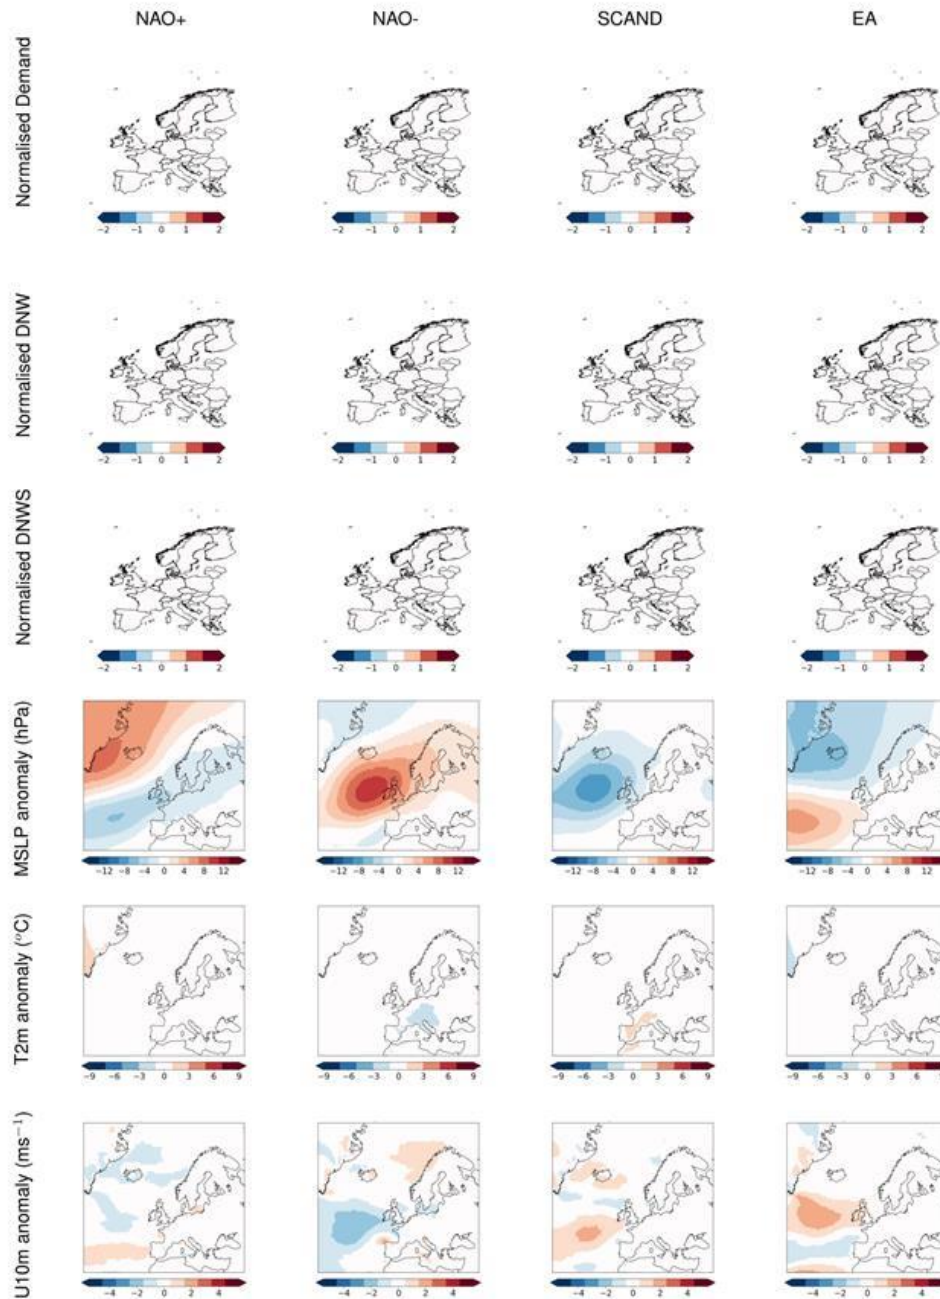 NAO+ NAO- SCAND EA
Normalised Demand
−2 −1 0 1 2 −2 −1 0 1 2 −2 −1 0 1 2 −2 −1 0 1 2
Normalised DNW
−2 −1 0 1 2 −2 −1 0 1 2 −2 −1 0 1 2 −2 −1 0 1 2
Normalised DNWS
−2 −1 0 1 2 −2 −1 0 1 2 −2 −1 0 1 2 −2 −1 0 1 2
MSLP anomaly (hPa)
−12 −8 −4 0 4 8 12 −12 −8 −4 0 4 8 12 −12 −8 −4 0 4 8 12 −12 −8 −4 0 4 8 12
T2m anomaly (°C)
−9 −6 −3 0 3 6 9 −9 −6 −3 0 3 6 9 −9 −6 −3 0 3 6 9 −9 −6 −3 0 3 6 9
U10m anomaly (ms⁻¹)
−4 −2 0 2 4 −4 −2 0 2 4 −4 −2 0 2 4 −4 −2 0 2 4